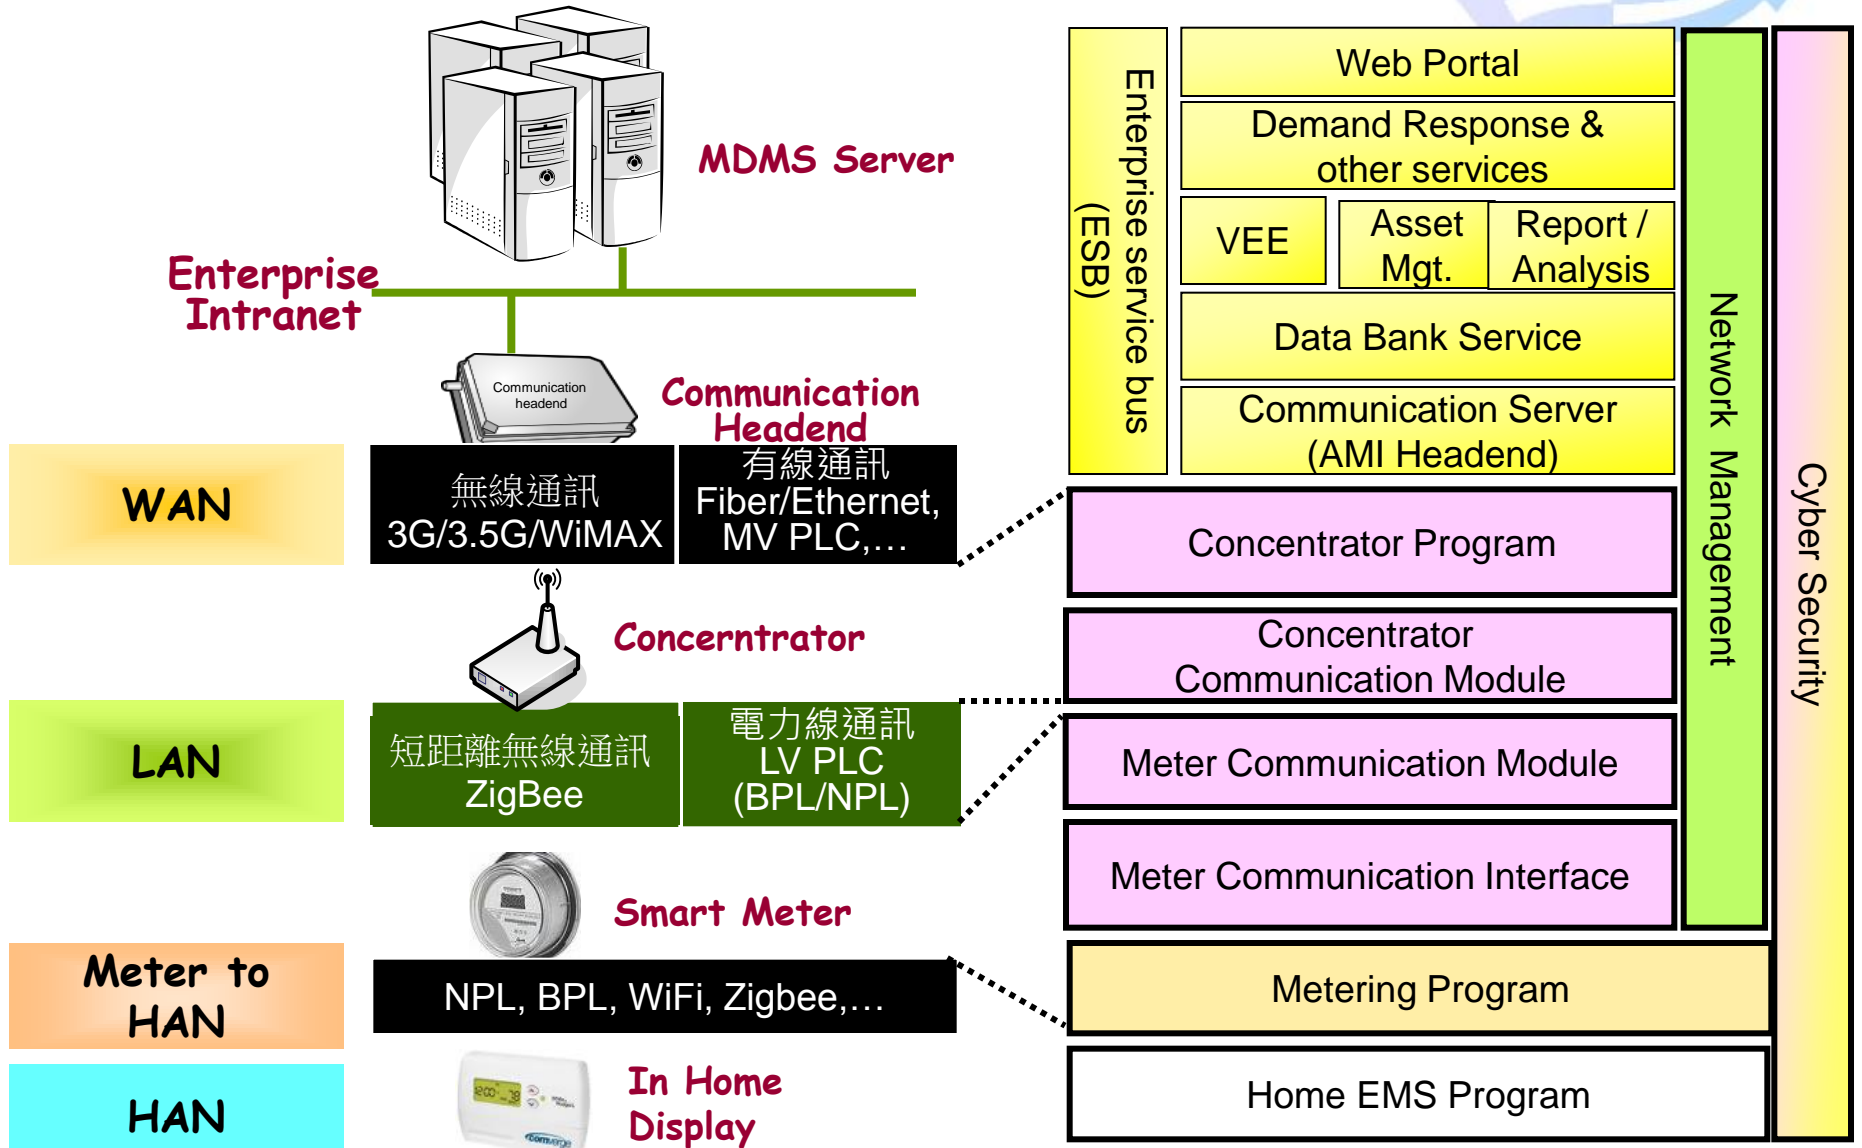 MDMS Server
Enterprise
Intranet
Communication
headend
Communication
Headend
WAN
無線通訊
3G/3.5G/WiMAX
有線通訊
Fiber/Ethernet,
MV PLC,…
Concerntrator
LAN
短距離無線通訊
ZigBee
電力線通訊
LV PLC
(BPL/NPL)
Smart Meter
Meter to
HAN
NPL, BPL, WiFi, Zigbee,…
HAN
12:00
78
comverge
In Home
Display
Enterprise service bus
(ESB)
Web Portal
Demand Response &
other services
VEE
Asset
Mgt.
Report /
Analysis
Data Bank Service
Communication Server
(AMI Headend)
Concentrator Program
Concentrator
Communication Module
Meter Communication Module
Meter Communication Interface
Metering Program
Home EMS Program
Network Management
Cyber Security